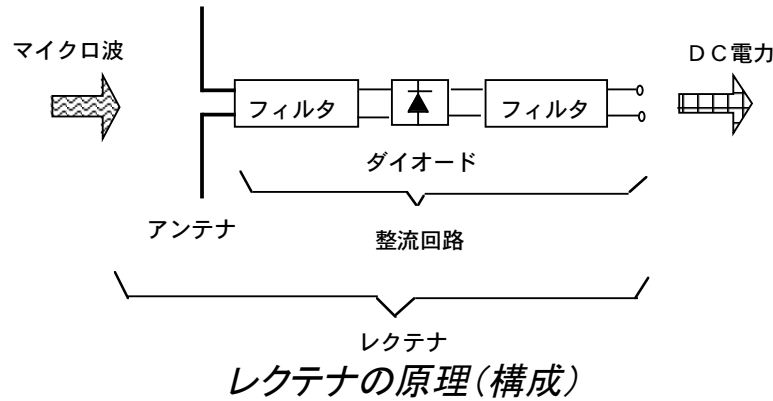 マイクロ波
DC電力
フィルタ
フィルタ
ダイオード
アンテナ
整流回路
レクテナ
レクテナの原理(構成)